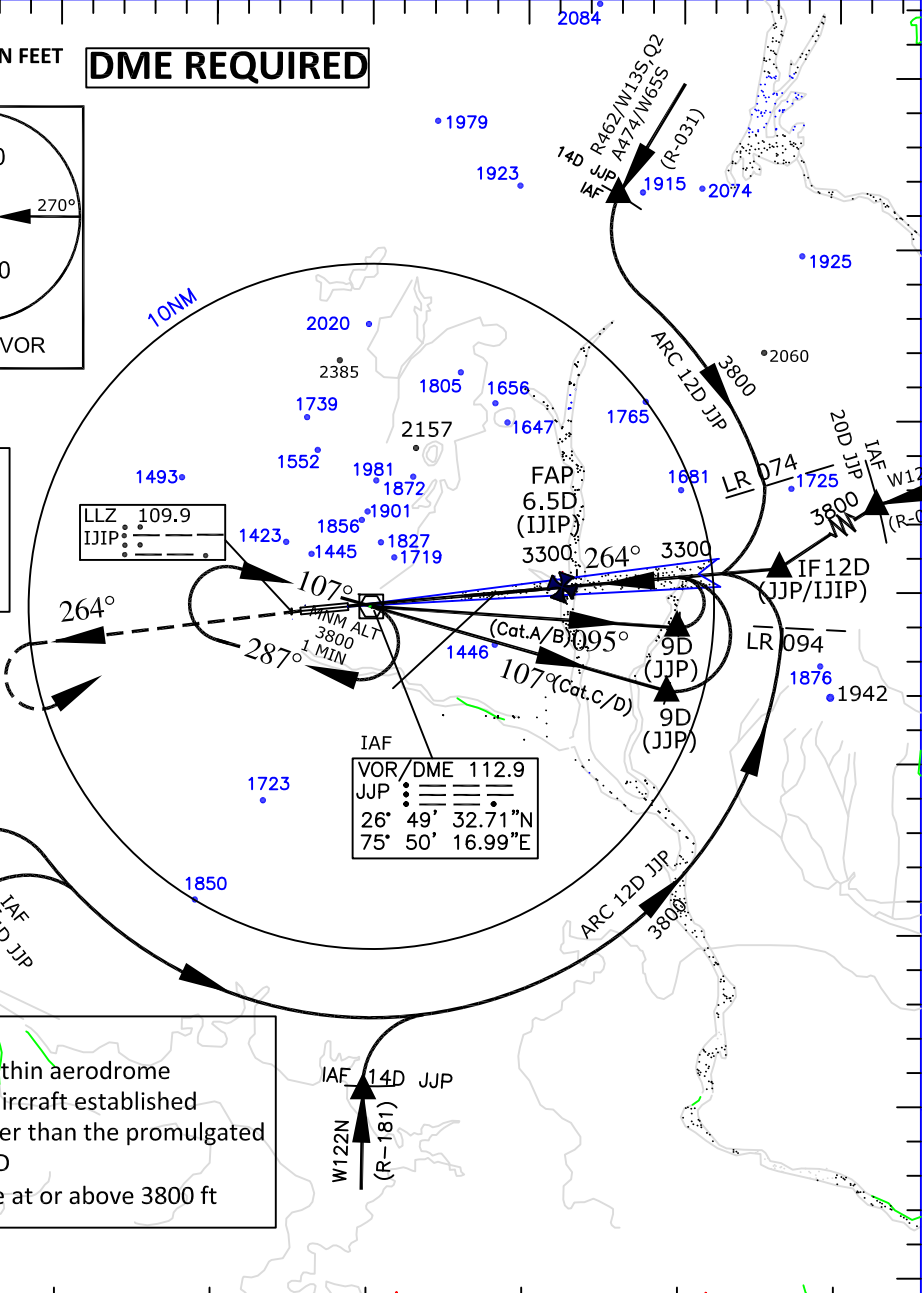 2084
N FEET
DME REQUIRED
R462/W13S,Q2
A474/W65S
(R-031)
14D JJP
IAF
1979
1923
1915
2074
270°
0
0
VOR
1925
10NM
2020
2385
2060
ARC 12D JJP
3800
1805
1656
1739
1647
1765
2157
20D JJP
IAF
1552
1981
1872
1493
FAP
6.5D
(IJIP)
1681
LR 074
1725
W12
3800
LLZ 109.9
IJIP
1901
1856
1423
1827
1445
1719
3300
264°
3300
IF12D
(JJP/IJIP)
107°
264°
MNM ALT
3800
1 MIN
287°
(Cat.A/B)
095°
1446
107°
(Cat.C/D)
9D
(JJP)
LR 094
1876
1942
9D
(JJP)
IAF
VOR/DME 112.9
JJP
26° 49' 32.71"N
75° 50' 16.99"E
1723
1850
IAF
D JJP
ARC 12D JJP
3800
thin aerodrome
ircraft established
er than the promulgated
D
e at or above 3800 ft
IAF 14D JJP
W122N
(R-181)